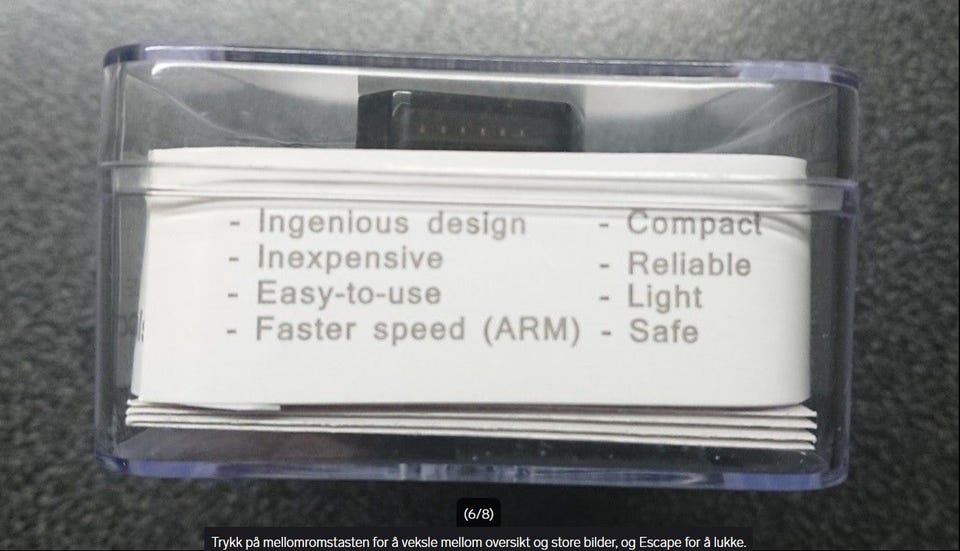 - Ingenious design
- Inexpensive
- Easy-to-use
- Faster speed (ARM)
- Compact
- Reliable
- Light
- Safe
(6/8)
Trykk på mellomromstasten for å veksle mellom oversikt og store bilder, og Escape for å lukke.